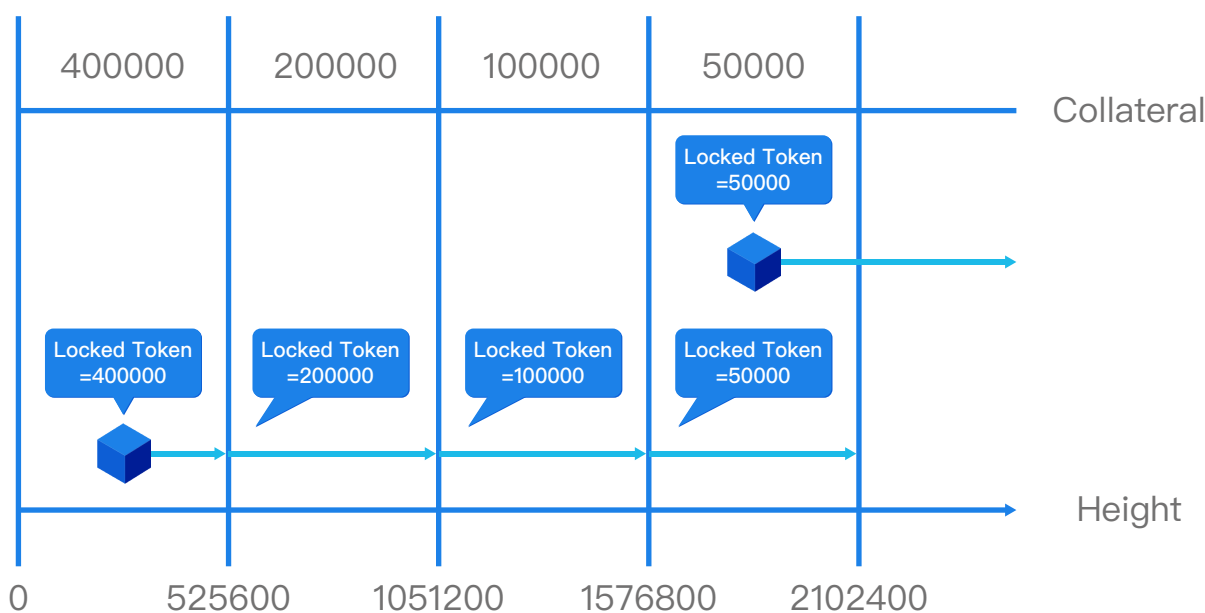 400000
200000
100000
50000
Collateral
Locked Token
=50000
Locked Token
=400000
Locked Token
=200000
Locked Token
=100000
Locked Token
=50000
Height
0
525600
1051200
1576800
2102400